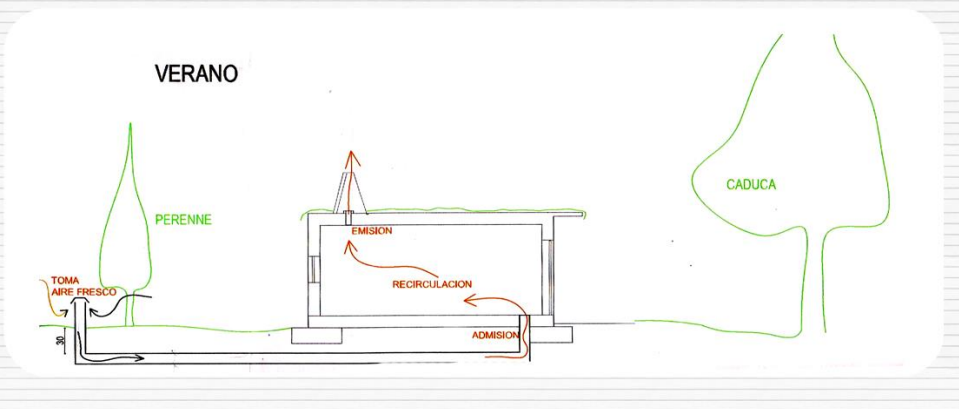 VERANO
CADUCA
PERENNE
EMISION
TOMA
AIRE FRESCO
RECIRCULACION
ADMISION
30